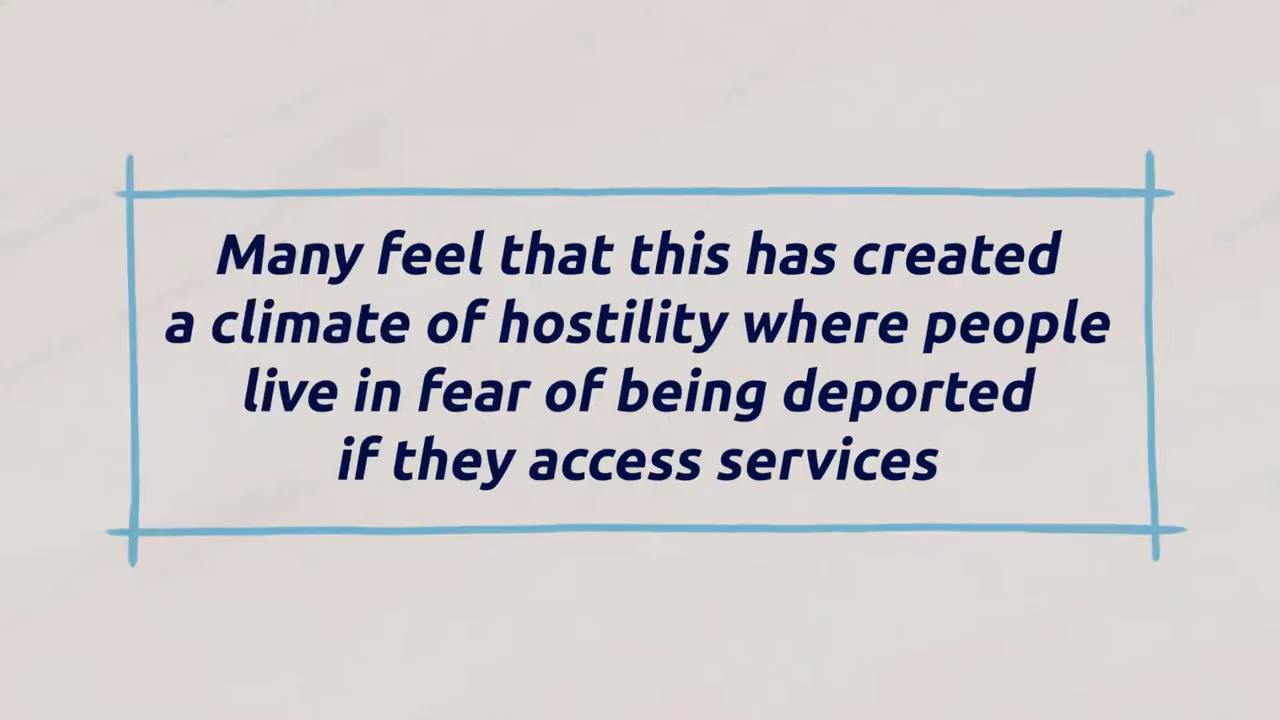 Many feel that this has created
a climate of hostility where people
live in fear of being deported
if they access services